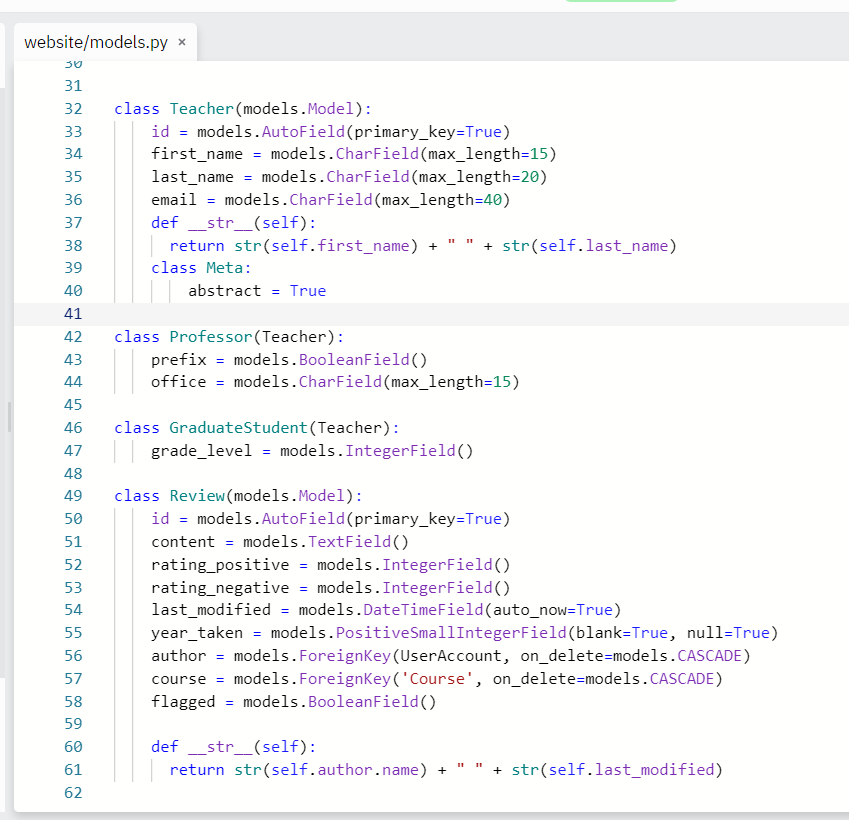 website/models.py ×
30
31
32 class Teacher(models.Model):
33     id = models.AutoField(primary_key=True)
34     first_name = models.CharField(max_length=15)
35     last_name = models.CharField(max_length=20)
36     email = models.CharField(max_length=40)
37     def __str__(self):
38       return str(self.first_name) + " " + str(self.last_name)
39     class Meta:
40         abstract = True
41
42 class Professor(Teacher):
43     prefix = models.BooleanField()
44     office = models.CharField(max_length=15)
45
46 class GraduateStudent(Teacher):
47     grade_level = models.IntegerField()
48
49 class Review(models.Model):
50     id = models.AutoField(primary_key=True)
51     content = models.TextField()
52     rating_positive = models.IntegerField()
53     rating_negative = models.IntegerField()
54     last_modified = models.DateTimeField(auto_now=True)
55     year_taken = models.PositiveSmallIntegerField(blank=True, null=True)
56     author = models.ForeignKey(UserAccount, on_delete=models.CASCADE)
57     course = models.ForeignKey('Course', on_delete=models.CASCADE)
58     flagged = models.BooleanField()
59
60     def __str__(self):
61       return str(self.author.name) + " " + str(self.last_modified)
62